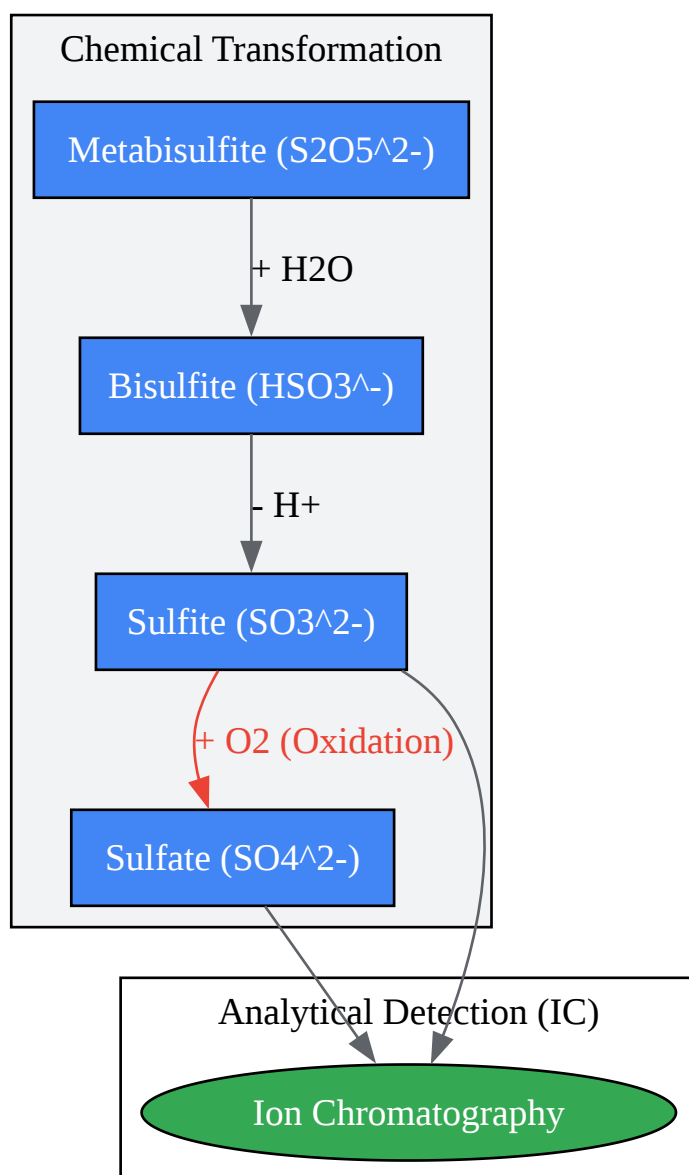 Chemical Transformation
Metabisulfite (S2O5^2-)
+ H2O
Bisulfite (HSO3^-)
- H+
Sulfite (SO3^2-)
+ O2 (Oxidation)
Sulfate (SO4^2-)
Analytical Detection (IC)
Ion Chromatography